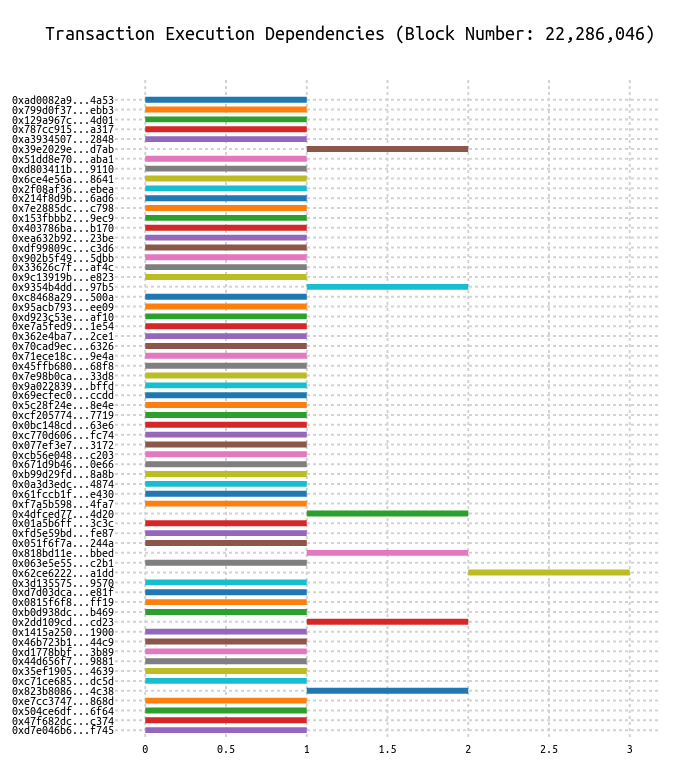 Transaction Execution Dependencies (Block Number: 22,286,046)
0xad0082a9...4a53
0x799d0f37...ebb3
0x129a967c...4d01
0x787cc915...a317
0xa3934507...2848
0x39e2029e...d7ab
0x51dd8e70...aba1
0xd803411b...9110
0x6ce4e56a...8641
0x2f08af36...ebea
0x214f8d9b...6ad6
0x7e2885dc...c798
0x153fbbb2...9ec9
0x403786ba...b170
0xea632b92...23be
0xdf99809c...c3d6
0x902b5f49...5dbb
0x33626c7f...af4c
0x9c13919b...e823
0x9354b4dd...97b5
0xc8468a29...500a
0x95acb793...ee09
0xd923c53e...af10
0xe7a5fed9...1e54
0x362e4ba7...2ce1
0x70cad9ec...6326
0x71ece18c...9e4a
0x45ffb680...68f8
0x7e98b0ca...33d8
0x9a022839...bffd
0x69ecfec0...ccdd
0x5c28f24e...8e4e
0xcf205774...7719
0x0bc148cd...63e6
0xc770d606...fc74
0x077ef3e7...3172
0xcb56e048...c203
0x671d9b46...0e66
0xb99d29fd...8a8b
0x0a3d3edc...4874
0x61fccb1f...e430
0xf7a5b598...4fa7
0x4dfced77...4d20
0x01a5b6ff...3c3c
0xfd5e59bd...fe87
0x051f6f7a...244a
0x818bd11e...bbed
0x063e5e55...c2b1
0x62ce6222...a1dd
0x3d135575...9570
0xd7d03dca...e81f
0x0815f6f8...ff19
0xb0d938dc...b469
0x2dd109cd...cd23
0x1415a250...1900
0x46b723b1...44c9
0xd1778bbf...3b89
0x44d656f7...9881
0x35ef1905...4639
0xc71ce685...dc5d
0x823b8086...4c38
0xe7cc3747...868d
0x504ce6df...6f64
0x47f682dc...c374
0xd7e046b6...f745
0 0.5 1 1.5 2 2.5 3